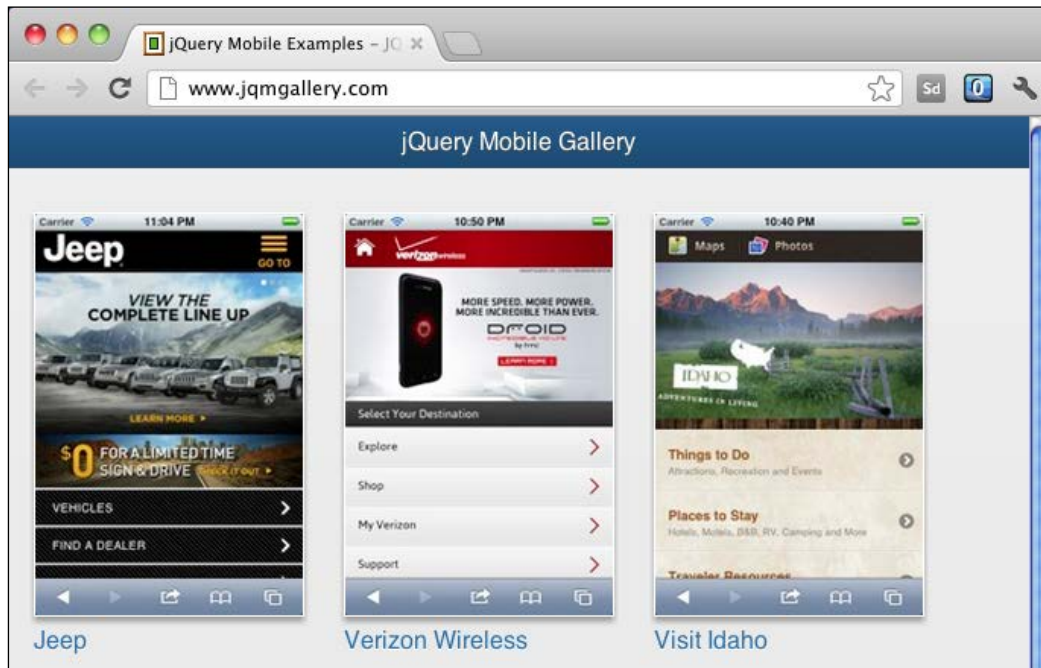 jQuery Mobile Examples – JQ
www.jqmgallery.com
Sd
jQuery Mobile Gallery
Carrier 11:04 PM
Jeep
GO TO
VIEW THE
COMPLETE LINE UP
LEARN MORE
$0 FOR A LIMITED TIME
SIGN & DRIVE CHECK IT OUT
VEHICLES
FIND A DEALER
Jeep
Carrier 10:50 PM
verizon wireless
MORE SPEED. MORE POWER.
MORE INCREDIBLE THAN EVER.
DROID
by htc
LEARN MORE
Select Your Destination
Explore
Shop
My Verizon
Support
Verizon Wireless
Carrier 10:40 PM
Maps Photos
IDAHO
ADVENTURES IN LIVING
Things to Do
Attractions, Recreation and Events
Places to Stay
Hotels, Motels, B&B, RV, Camping and More
Traveler Resources
Visit Idaho